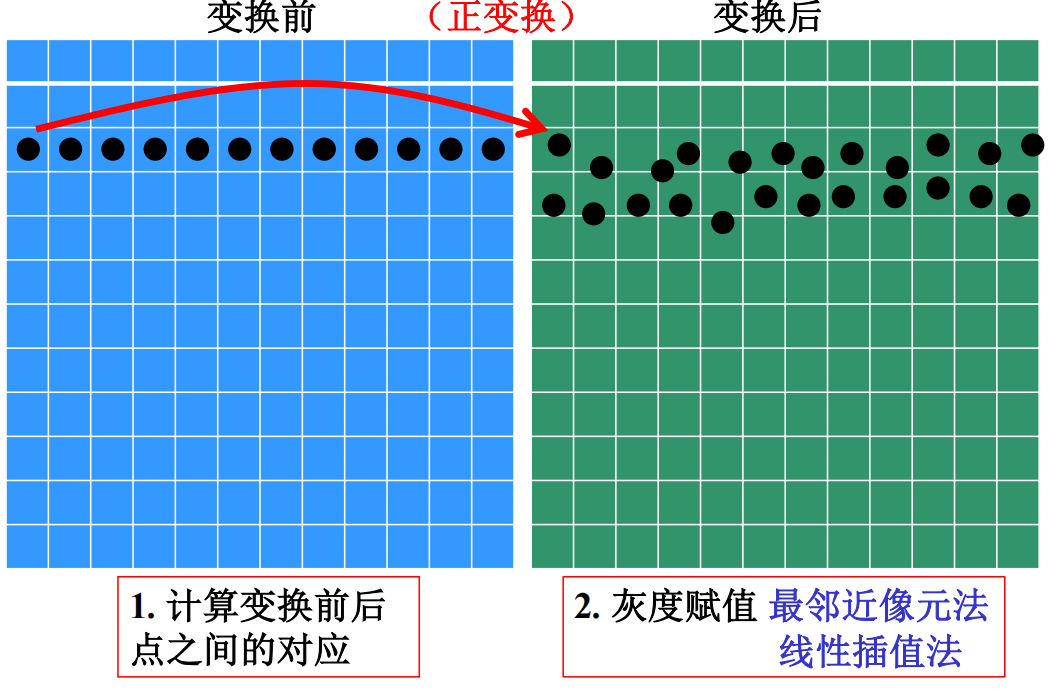 变换前 （正变换） 变换后
1. 计算变换前后
点之间的对应
2. 灰度赋值 最邻近像元法
线性插值法